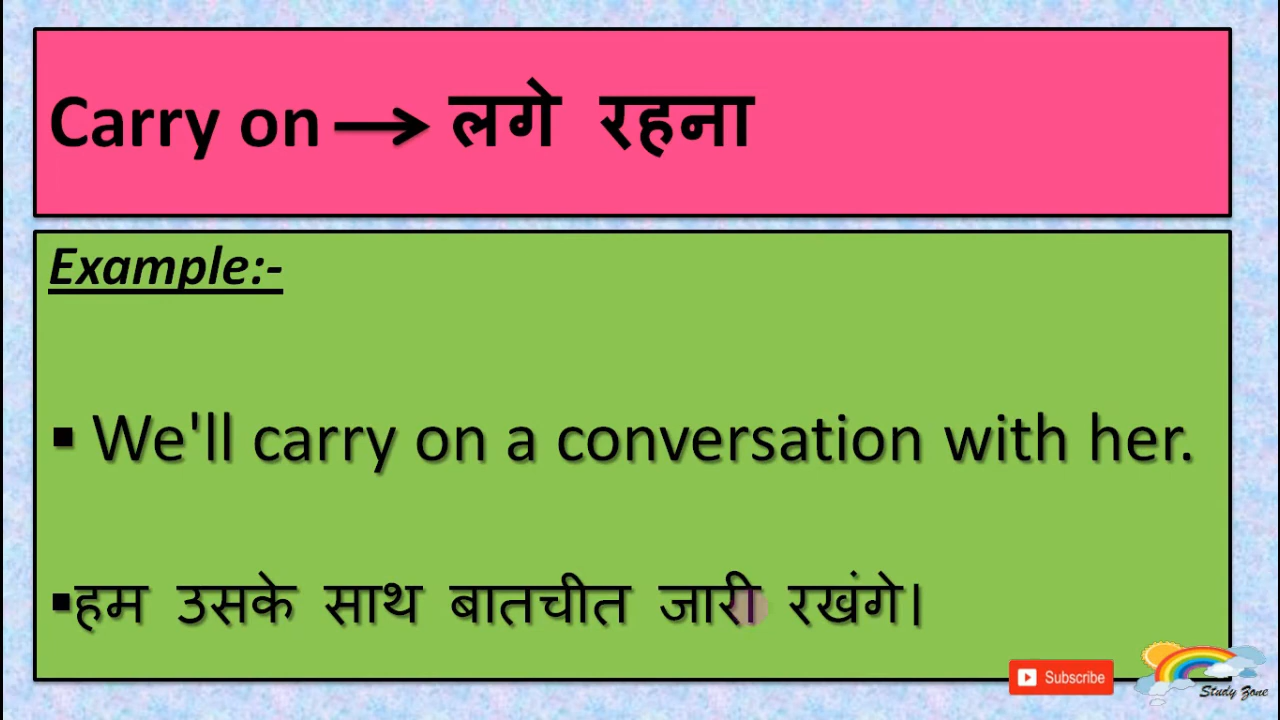 Carry on → लगे रहना
Example:-
▪ We'll carry on a conversation with her.
▪हम उसके साथ बातचीत जारी रखंगे।
Subscribe
Study Zone